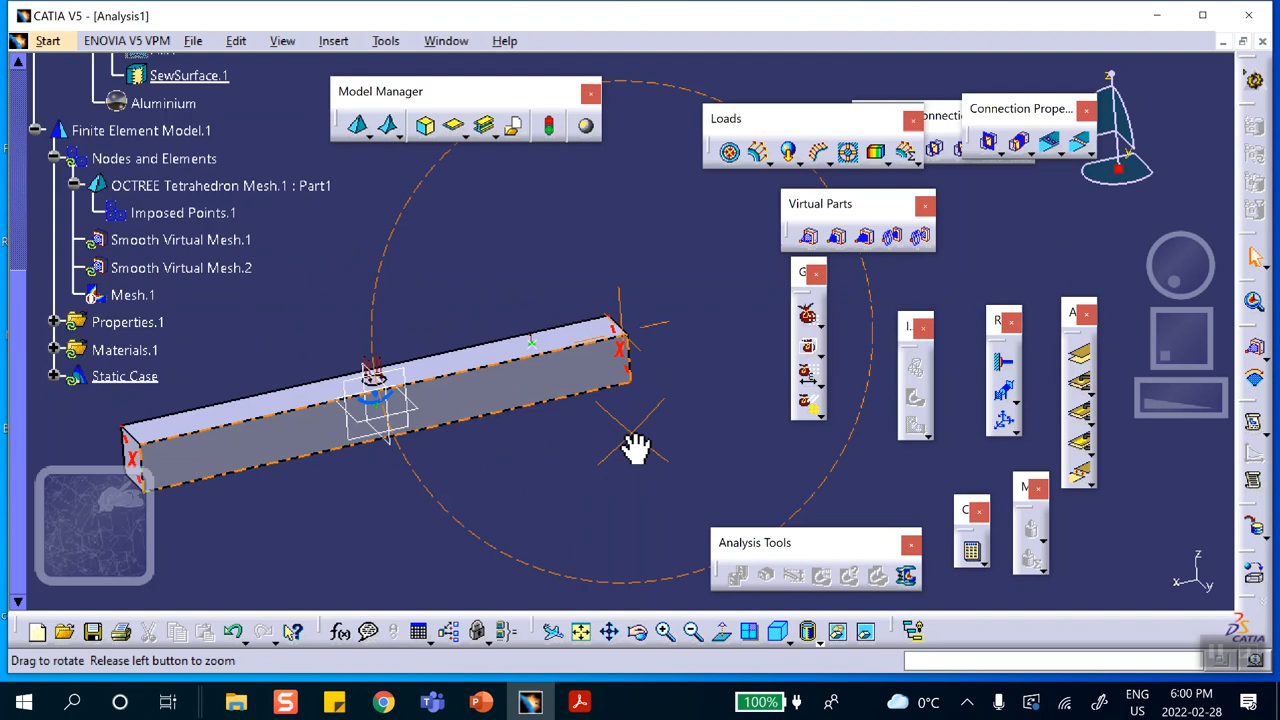 CATIA V5 - [Analysis1]
Start ENOVIA V5 VPM File Edit View Insert Tools Window Help
SewSurface.1
Aluminium
Finite Element Model.1
Nodes and Elements
OCTREE Tetrahedron Mesh.1 : Part1
Imposed Points.1
Smooth Virtual Mesh.1
Smooth Virtual Mesh.2
Mesh.1
Properties.1
Materials.1
Static Case
Model Manager
Loads
Connection Prope...
Virtual Parts
G
I.
R
A
C
M
Analysis Tools
z
x y
X
X
f(x)
CATIA
Drag to rotate Release left button to zoom
100%
0°C
ENG
US
6:00 PM
2022-02-28